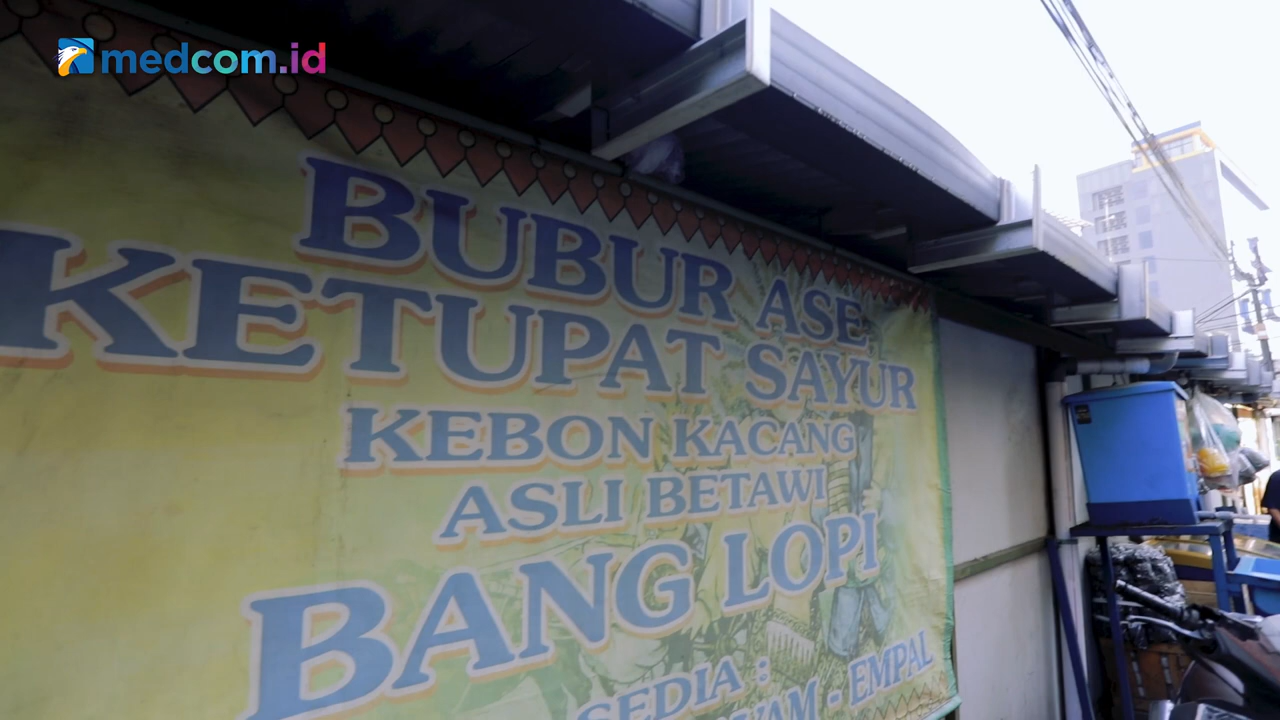 medcom.id
BUBUR ASE
KETUPAT SAYUR
KEBON KACANG
ASLI BETAWI
BANG LOPI
SEDIA :
- EMPAL